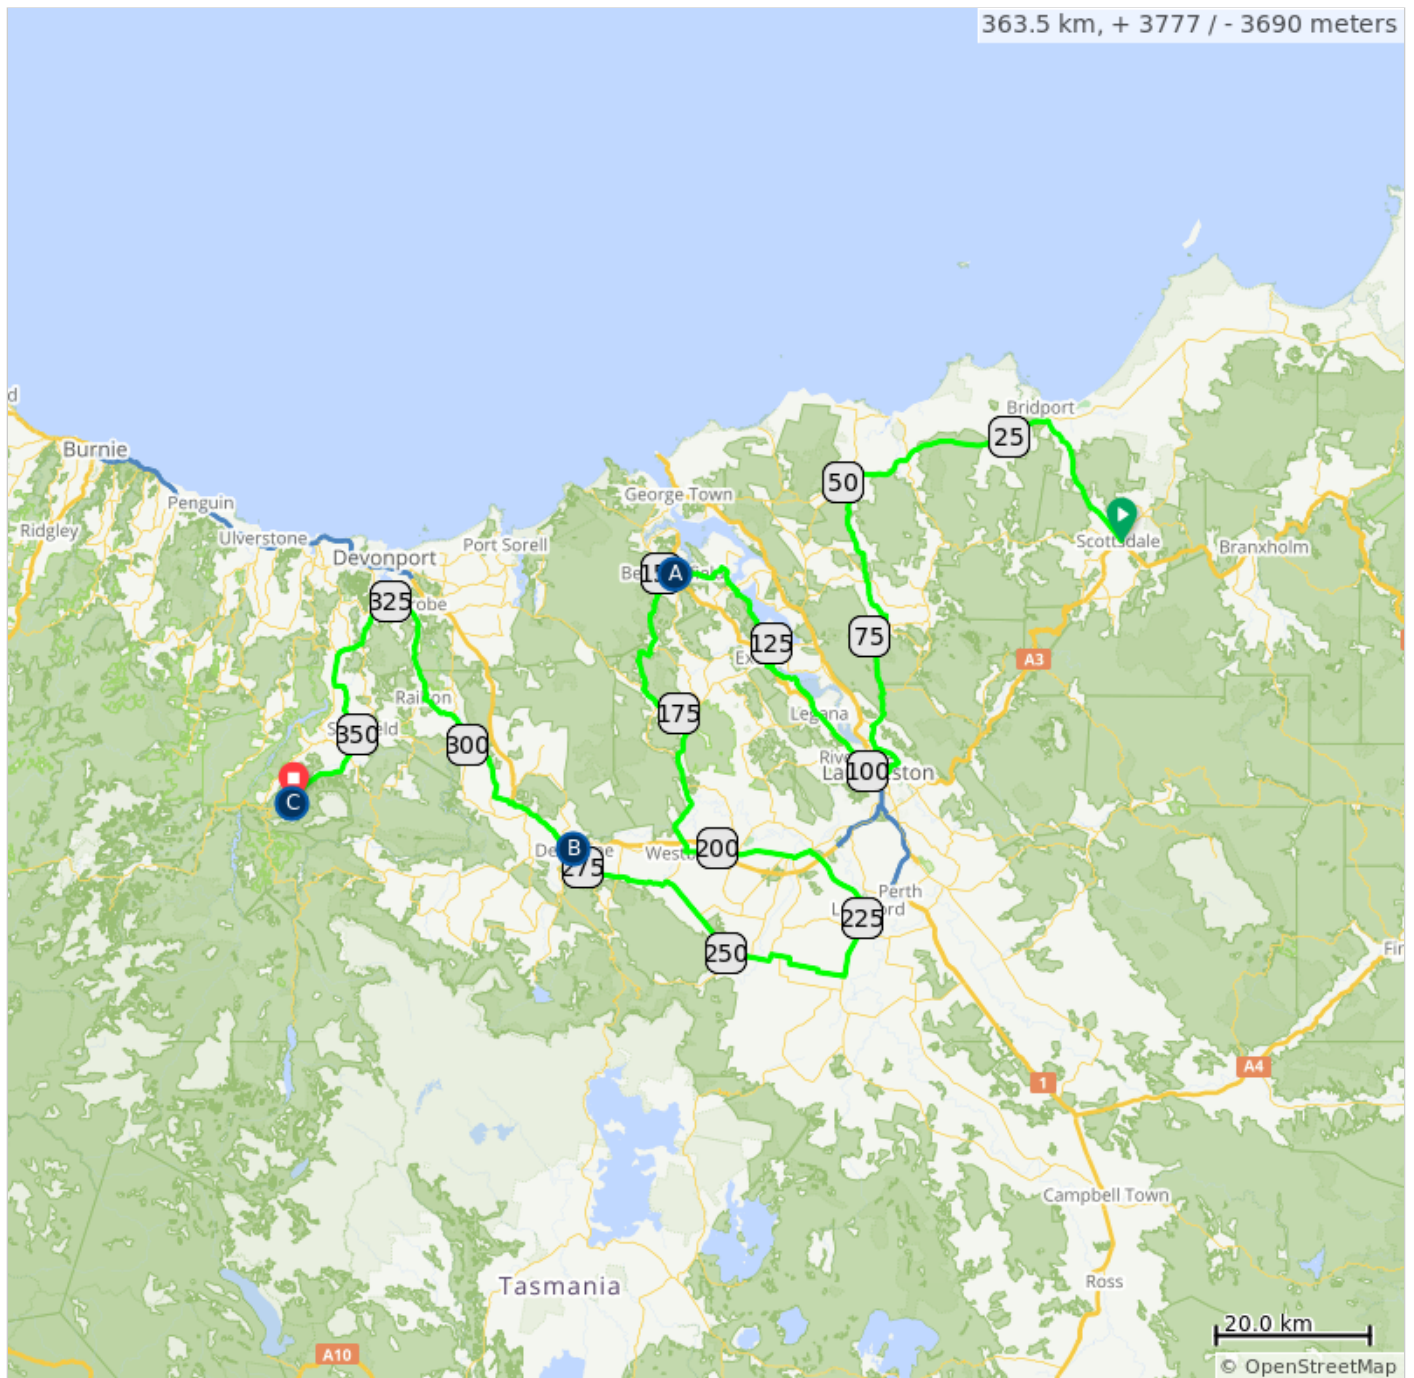 363.5 km, + 3777 / - 3690 meters
d
Bridport
25
Burnie
50
George Town
Penguin
Ridgley
Ulverstone
Port Sorell
Scottsdale
Branxholm
Devonport
A
325
75
125
A3
175
Legana
350
300
100
C
B
200
275
Perth
225
250
Fin
A4
1
Campbell Town
Tasmania
Ross
20.0 km
A10
© OpenStreetMap